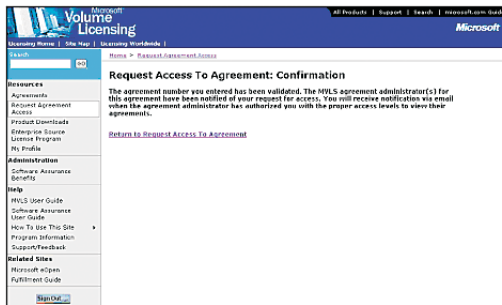 All Products | Support | Search | microsoft.com Guide
Microsoft
Volume
Licensing
Microsoft
Licensing Home | Site Map | Licensing Worldwide |
Search
GO
Home > Request Agreement Access
Request Access To Agreement: Confirmation
The agreement number you entered has been validated. The MVLS agreement administrator(s) for
this agreement have been notified of your request for access. You will receive notification via email
when the agreement administrator has authorized you with the proper access levels to view their
agreements.
Return to Request Access To Agreement
Resources
Agreements
Request Agreement
Access
Product Downloads
Enterprise Source
License Program
My Profile
Administration
Software Assurance
Benefits
Help
MVLS User Guide
Software Assurance
User Guide
How To Use This Site
Program Information
Support/Feedback
Related Sites
Microsoft eOpen
Fulfillment Guide
Sign Out